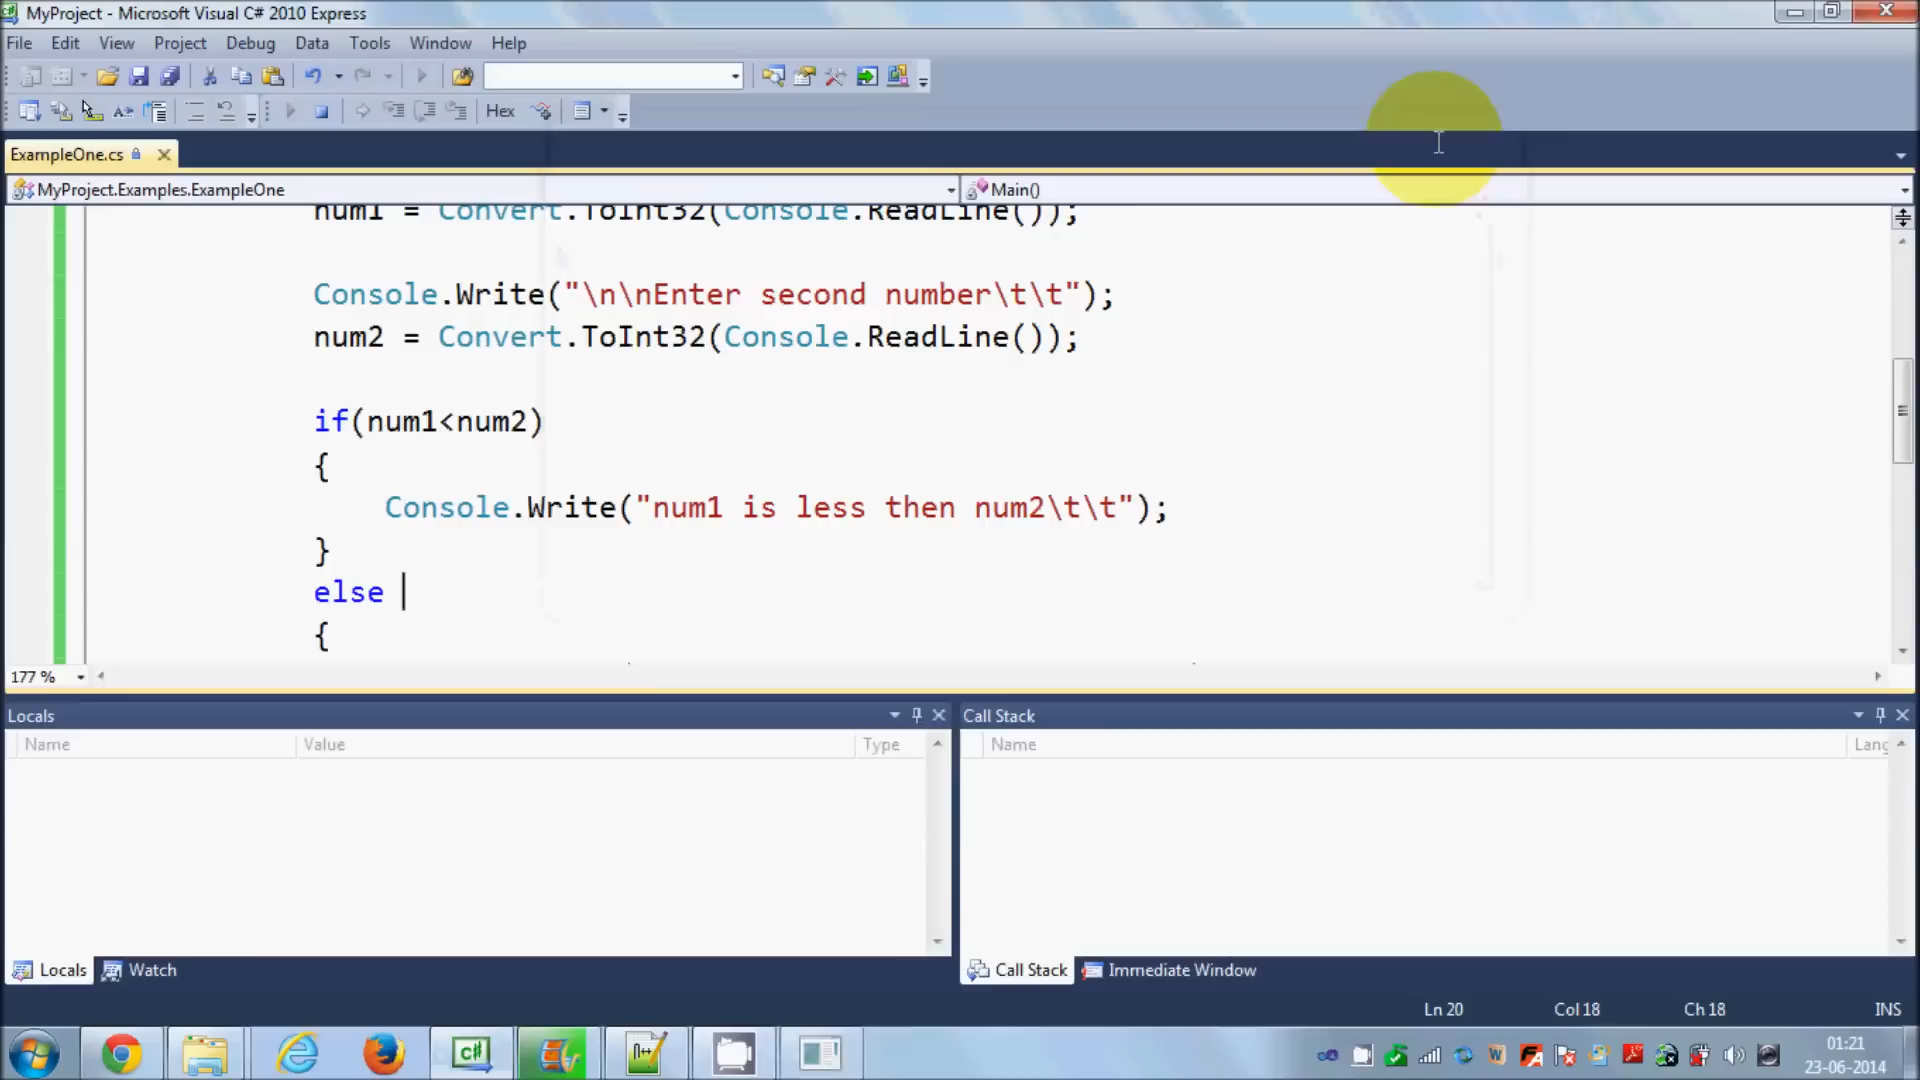 MyProject - Microsoft Visual C# 2010 Express
File Edit View Project Debug Data Tools Window Help
Hex
ExampleOne.cs
MyProject.Examples.ExampleOne Main()
num1 = Convert.ToInt32(Console.ReadLine());
Console.Write("\n\nEnter second number\t\t");
num2 = Convert.ToInt32(Console.ReadLine());
if(num1<num2)
{
Console.Write("num1 is less then num2\t\t");
}
else
{
177 %
Locals Call Stack
Name Value Type Name Lang
Locals Watch Call Stack Immediate Window
Ln 20 Col 18 Ch 18 INS
01:21
23-06-2014